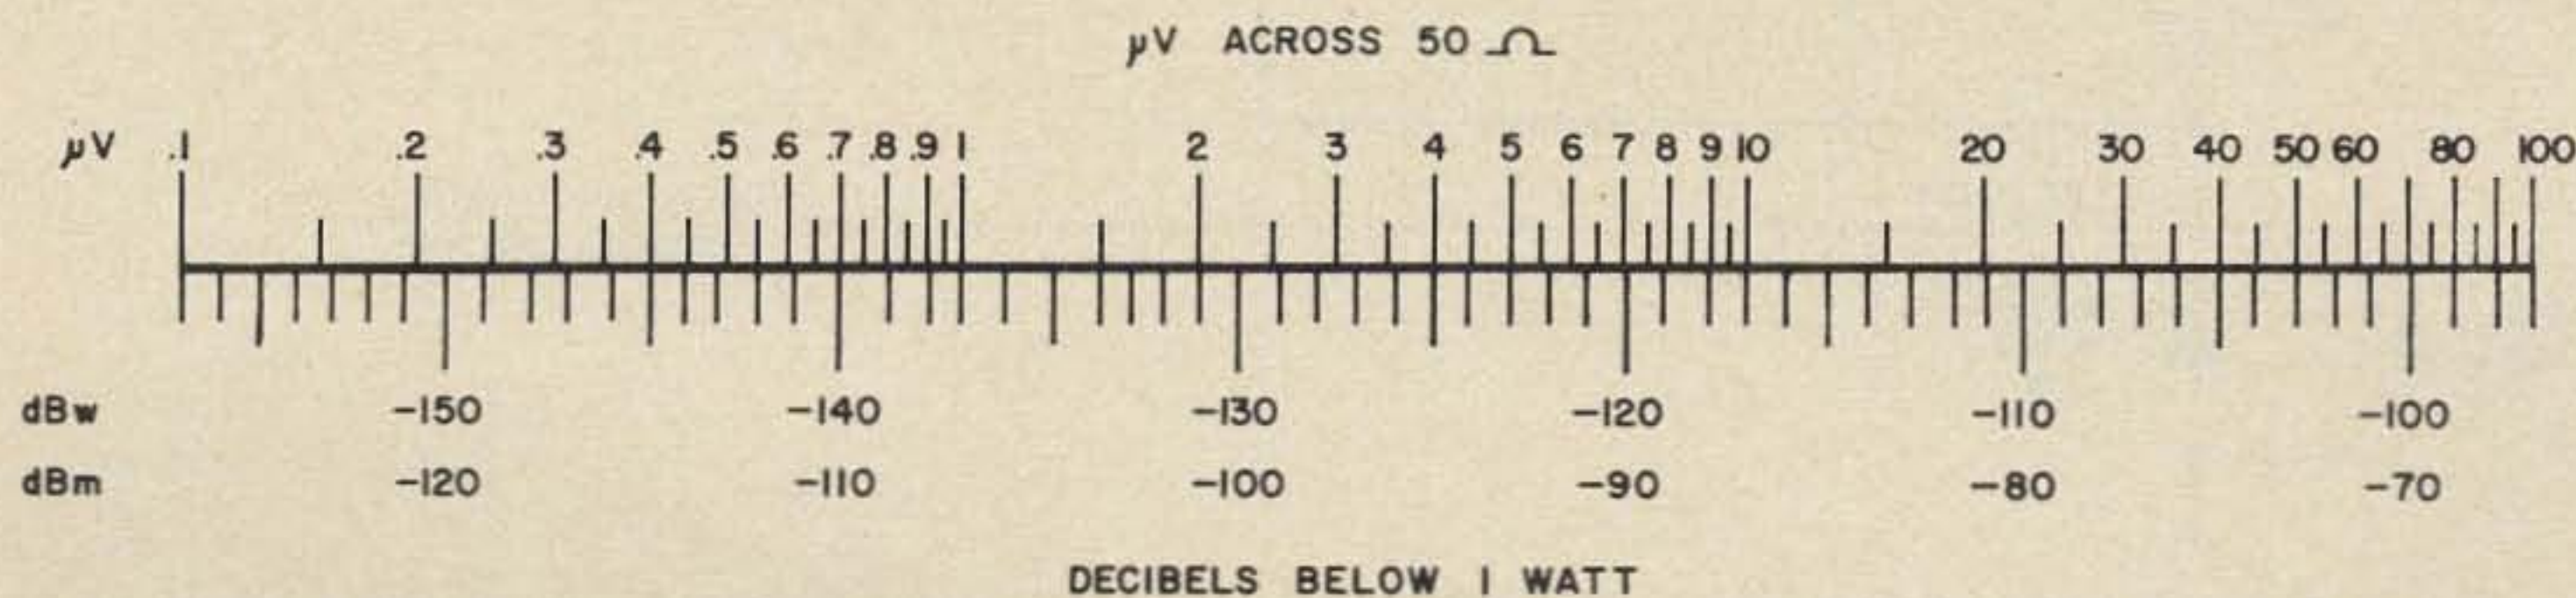 µV ACROSS 50 Ω
µV .1 .2 .3 .4 .5 .6 .7 .8 .9 1 2 3 4 5 6 7 8 9 10 20 30 40 50 60 80 100
dBw -150 -140 -130 -120 -110 -100
dBm -120 -110 -100 -90 -80 -70
DECIBELS BELOW 1 WATT